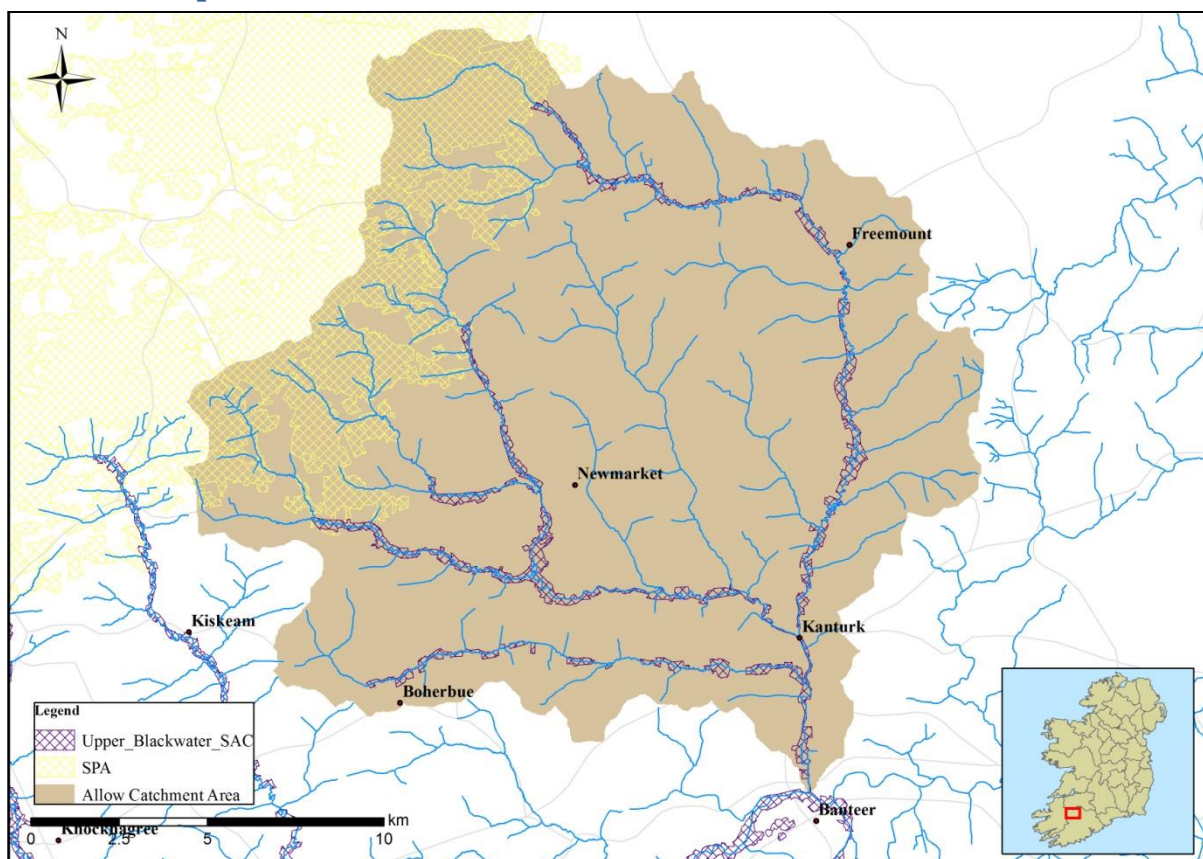 N
Freemount
Newmarket
Kiskeam
Kanturk
Boherbue
Legend
Upper_Blackwater_SAC
SPA
Allow Catchment Area
Banteer
km
0 2.5 5 10
Knocknagree